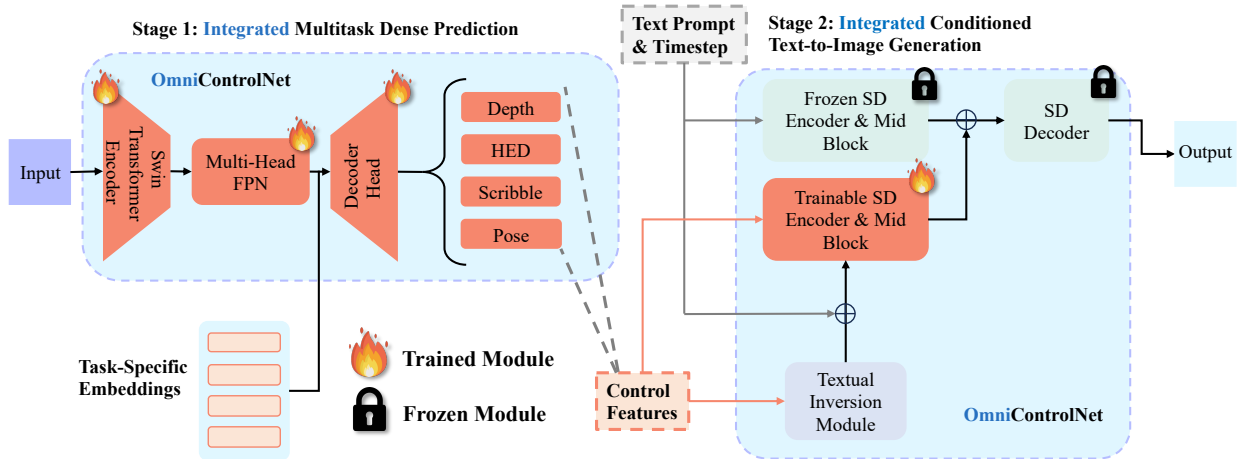 Stage 1: Integrated Multitask Dense Prediction
OmniControlNet
Input
Swin
Transformer
Encoder
Multi-Head
FPN
Decoder
Head
Depth
HED
Scribble
Pose
Task-Specific
Embeddings
Trained Module
Frozen Module
Text Prompt
& Timestep
Control
Features
Stage 2: Integrated Conditioned
Text-to-Image Generation
Frozen SD
Encoder & Mid
Block
SD
Decoder
Output
Trainable SD
Encoder & Mid
Block
Textual
Inversion
Module
OmniControlNet